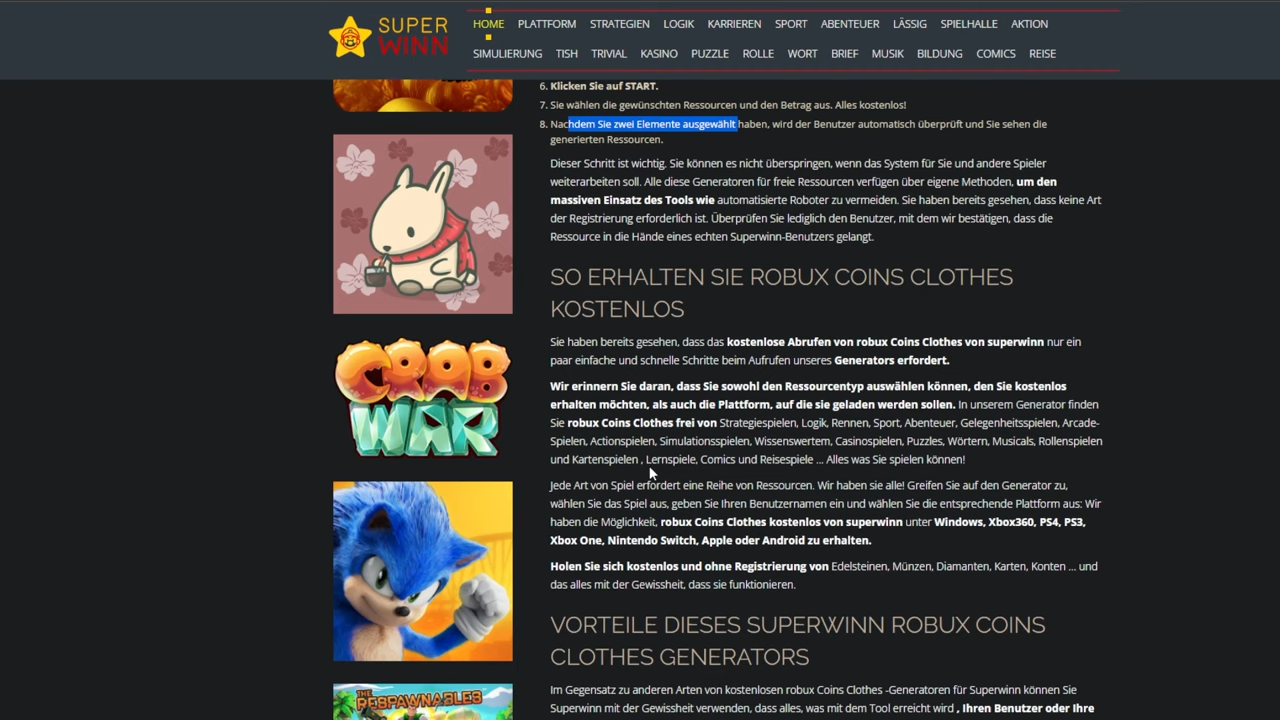 SUPER
WINN
HOME PLATTFORM STRATEGIEN LOGIK KARRIEREN SPORT ABENTEUER LÄSSIG SPIELHALLE AKTION
SIMULIERUNG TISH TRIVIAL KASINO PUZZLE ROLLE WORT BRIEF MUSIK BILDUNG COMICS REISE
6. Klicken Sie auf START.
7. Sie wählen die gewünschten Ressourcen und den Betrag aus. Alles kostenlos!
8. Nachdem Sie zwei Elemente ausgewählt haben, wird der Benutzer automatisch überprüft und Sie sehen die
generierten Ressourcen.
Dieser Schritt ist wichtig. Sie können es nicht überspringen, wenn das System für Sie und andere Spieler
weiterarbeiten soll. Alle diese Generatoren für freie Ressourcen verfügen über eigene Methoden, um den
massiven Einsatz des Tools wie automatisierte Roboter zu vermeiden. Sie haben bereits gesehen, dass keine Art
der Registrierung erforderlich ist. Überprüfen Sie lediglich den Benutzer, mit dem wir bestätigen, dass die
Ressource in die Hände eines echten Superwinn-Benutzers gelangt.
SO ERHALTEN SIE ROBUX COINS CLOTHES
KOSTENLOS
Sie haben bereits gesehen, dass das kostenlose Abrufen von robux Coins Clothes von superwinn nur ein
paar einfache und schnelle Schritte beim Aufrufen unseres Generators erfordert.
CRAB
WAR
Wir erinnern Sie daran, dass Sie sowohl den Ressourcentyp auswählen können, den Sie kostenlos
erhalten möchten, als auch die Plattform, auf die sie geladen werden sollen. In unserem Generator finden
Sie robux Coins Clothes frei von Strategiespielen, Logik, Rennen, Sport, Abenteuer, Gelegenheitsspielen, Arcade-
Spielen, Actionspielen, Simulationsspielen, Wissenswertem, Casinospielen, Puzzles, Wörtern, Musicals, Rollenspielen
und Kartenspielen , Lernspiele, Comics und Reisespiele ... Alles was Sie spielen können!
Jede Art von Spiel erfordert eine Reihe von Ressourcen. Wir haben sie alle! Greifen Sie auf den Generator zu,
wählen Sie das Spiel aus, geben Sie Ihren Benutzernamen ein und wählen Sie die entsprechende Plattform aus: Wir
haben die Möglichkeit, robux Coins Clothes kostenlos von superwinn unter Windows, Xbox360, PS4, PS3,
Xbox One, Nintendo Switch, Apple oder Android zu erhalten.
Holen Sie sich kostenlos und ohne Registrierung von Edelsteinen, Münzen, Diamanten, Karten, Konten ... und
das alles mit der Gewissheit, dass sie funktionieren.
VORTEILE DIESES SUPERWINN ROBUX COINS
CLOTHES GENERATORS
THE RESPAWNABLES
Im Gegensatz zu anderen Arten von kostenlosen robux Coins Clothes -Generatoren für Superwinn können Sie
Superwinn mit der Gewissheit verwenden, dass alles, was mit dem Tool erreicht wird , Ihren Benutzer oder Ihre